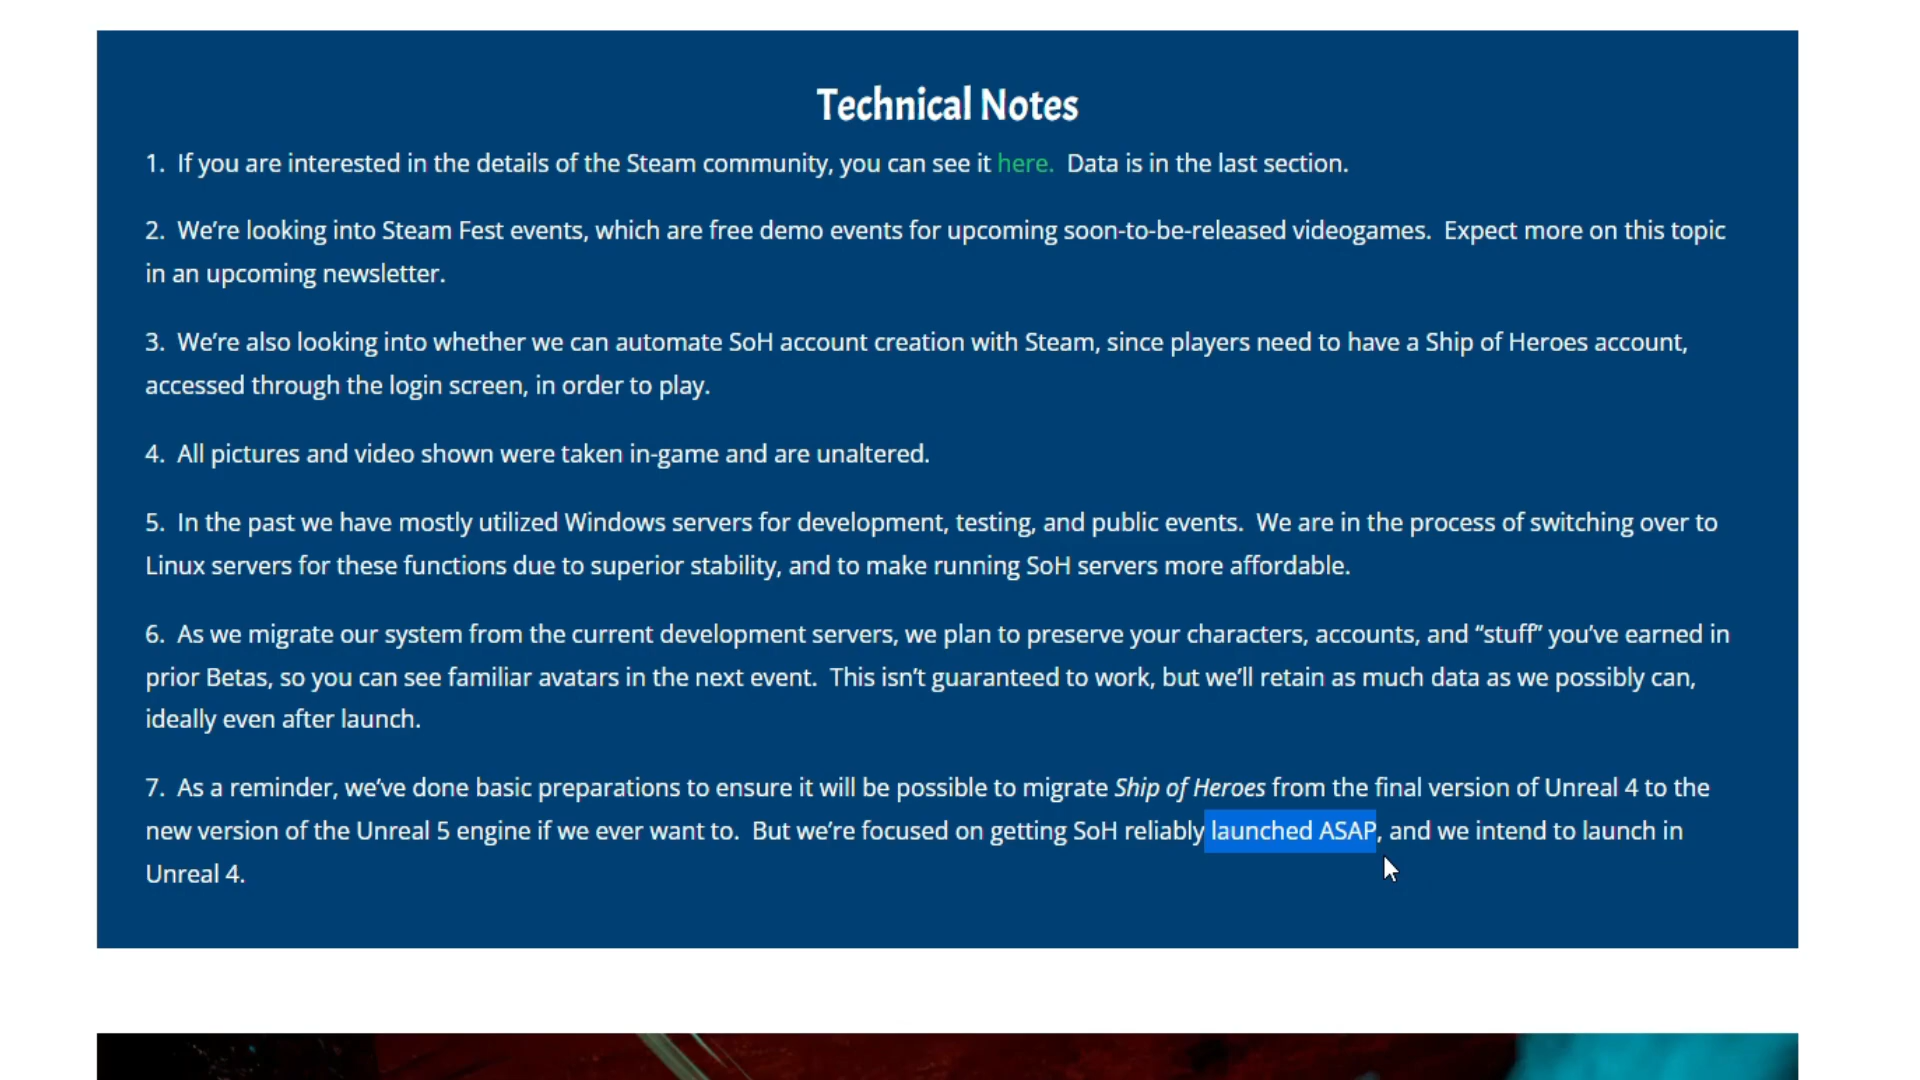 Technical Notes
1.  If you are interested in the details of the Steam community, you can see it here.  Data is in the last section.
2.  We’re looking into Steam Fest events, which are free demo events for upcoming soon-to-be-released videogames.  Expect more on this topic
in an upcoming newsletter.
3.  We’re also looking into whether we can automate SoH account creation with Steam, since players need to have a Ship of Heroes account,
accessed through the login screen, in order to play.
4.  All pictures and video shown were taken in-game and are unaltered.
5.  In the past we have mostly utilized Windows servers for development, testing, and public events.  We are in the process of switching over to
Linux servers for these functions due to superior stability, and to make running SoH servers more affordable.
6.  As we migrate our system from the current development servers, we plan to preserve your characters, accounts, and “stuff” you’ve earned in
prior Betas, so you can see familiar avatars in the next event.  This isn’t guaranteed to work, but we’ll retain as much data as we possibly can,
ideally even after launch.
7.  As a reminder, we’ve done basic preparations to ensure it will be possible to migrate Ship of Heroes from the final version of Unreal 4 to the
new version of the Unreal 5 engine if we ever want to.  But we’re focused on getting SoH reliably launched ASAP, and we intend to launch in
Unreal 4.